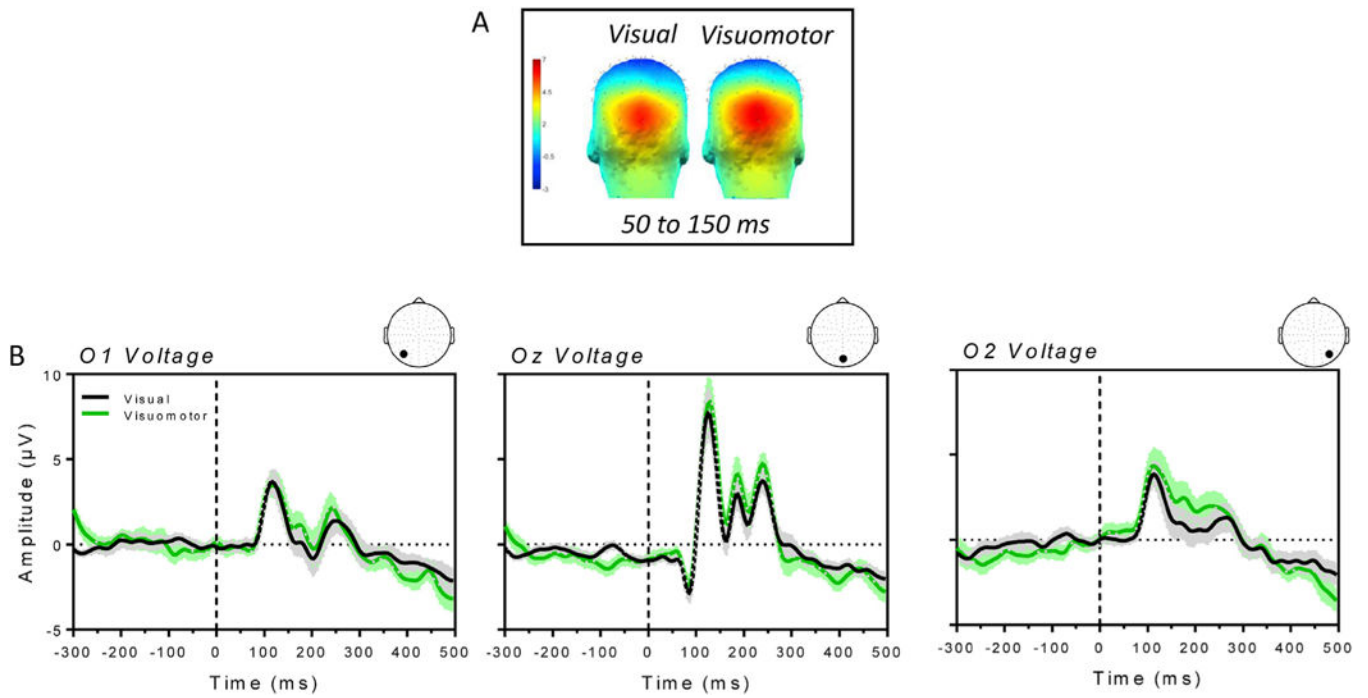 A
Visual Visuomotor
7
4.5
2
-0.5
-3
50 to 150 ms
B
O1 Voltage
10
5
0
-5
Amplitude (µV)
Visual
Visuomotor
-300 -200 -100 0 100 200 300 400 500
Time (ms)
Oz Voltage
-300 -200 -100 0 100 200 300 400 500
Time (ms)
O2 Voltage
-300 -200 -100 0 100 200 300 400 500
Time (ms)